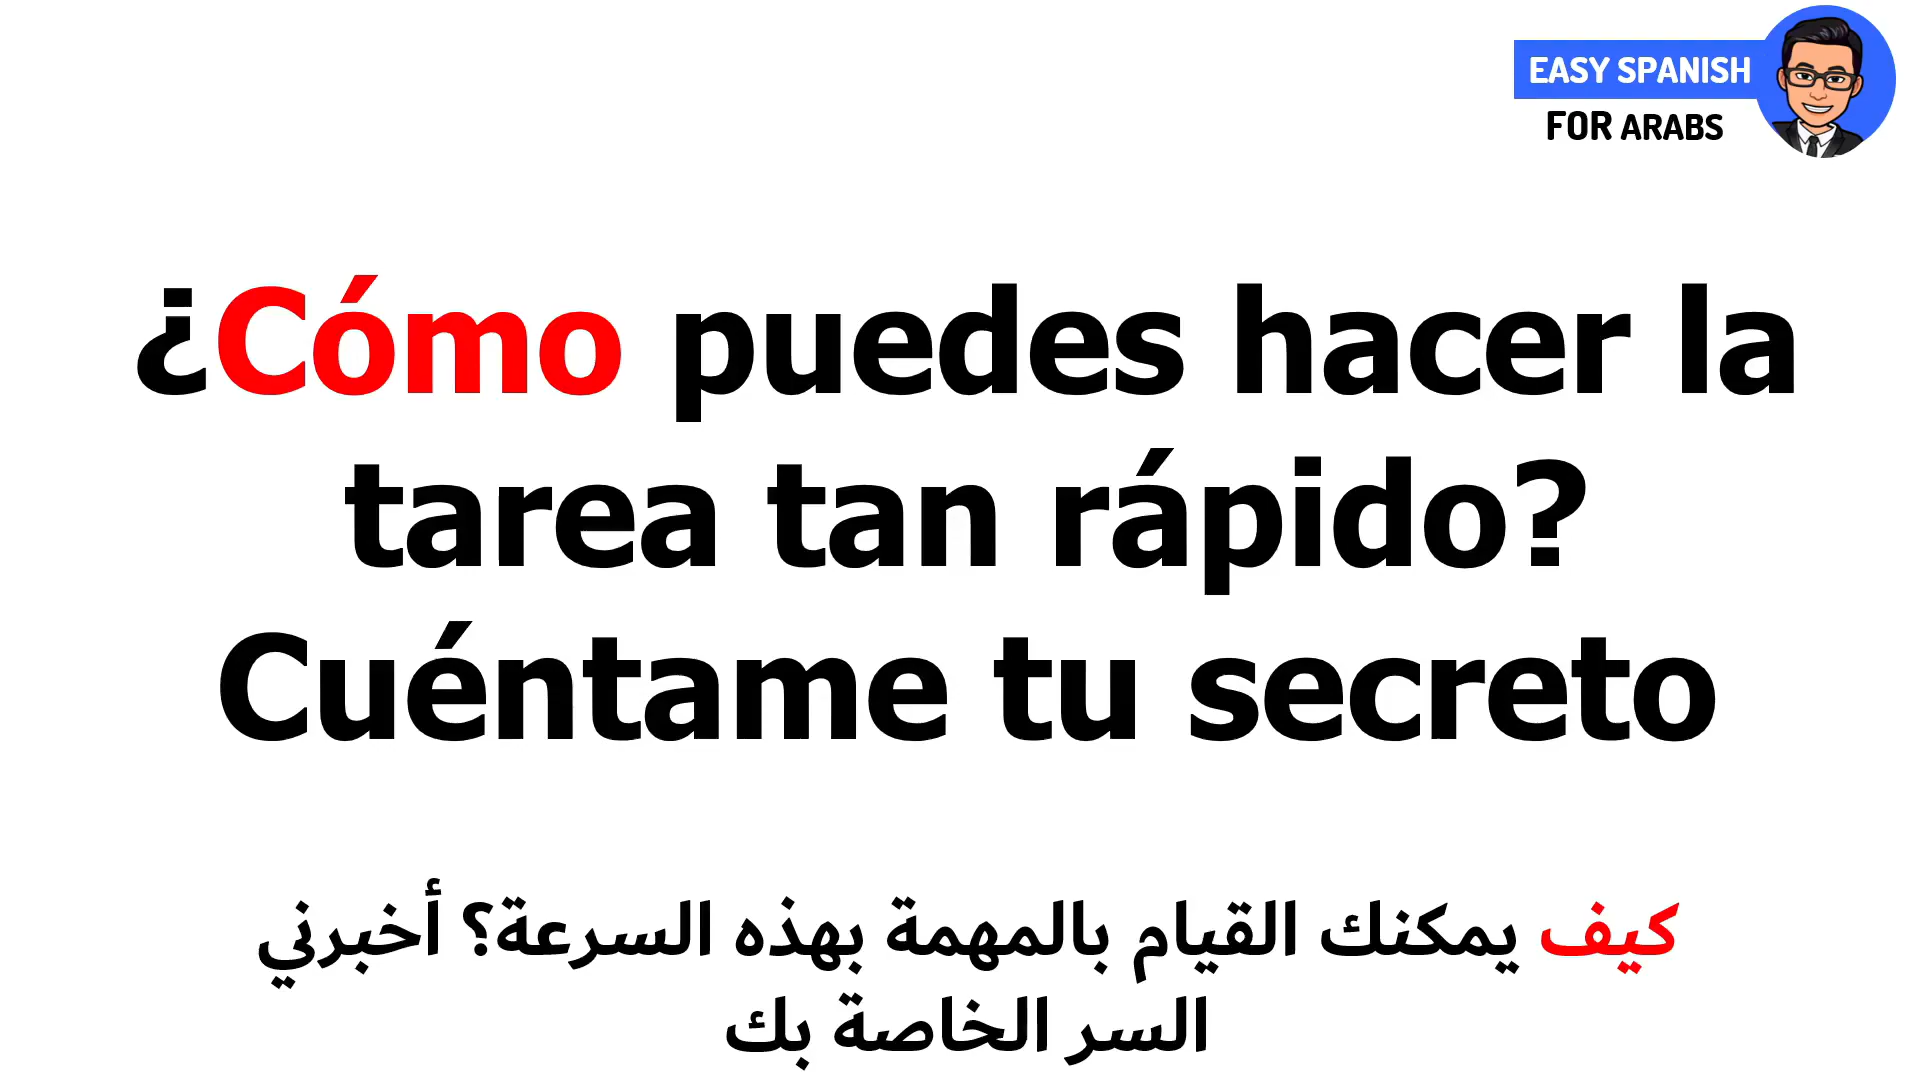 EASY SPANISH
FOR ARABS
¿Cómo puedes hacer la
tarea tan rápido?
Cuéntame tu secreto
كيف يمكنك القيام بالمهمة بهذه السرعة؟ أخبرني
السر الخاصة بك